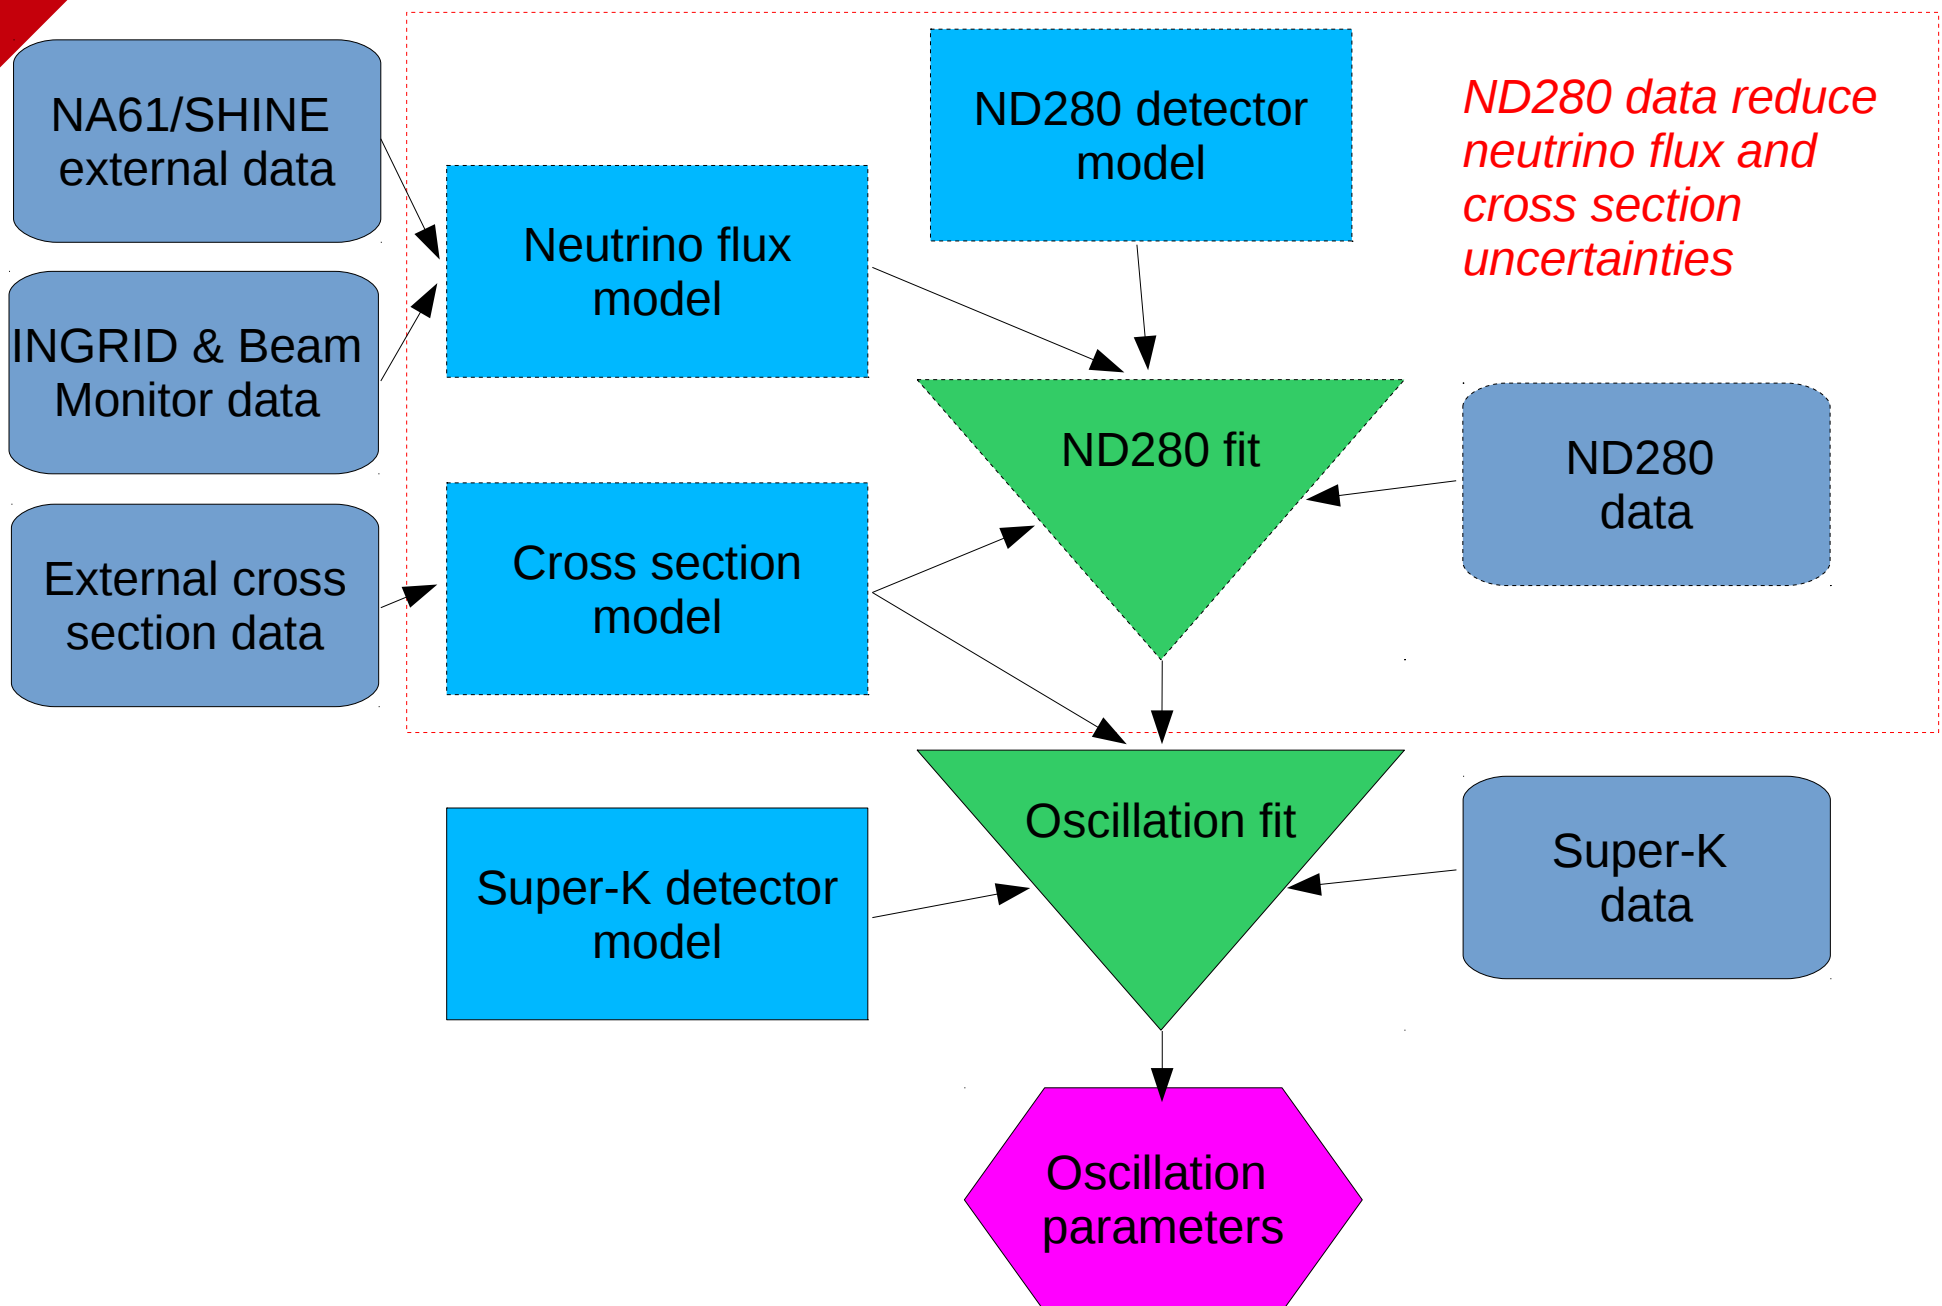 NA61/SHINE
external data
ND280 detector
model
ND280 data reduce
neutrino flux and
cross section
uncertainties
Neutrino flux
model
INGRID & Beam
Monitor data
ND280 fit
ND280
data
External cross
section data
Cross section
model
Oscillation fit
Super-K detector
model
Super-K
data
Oscillation
parameters